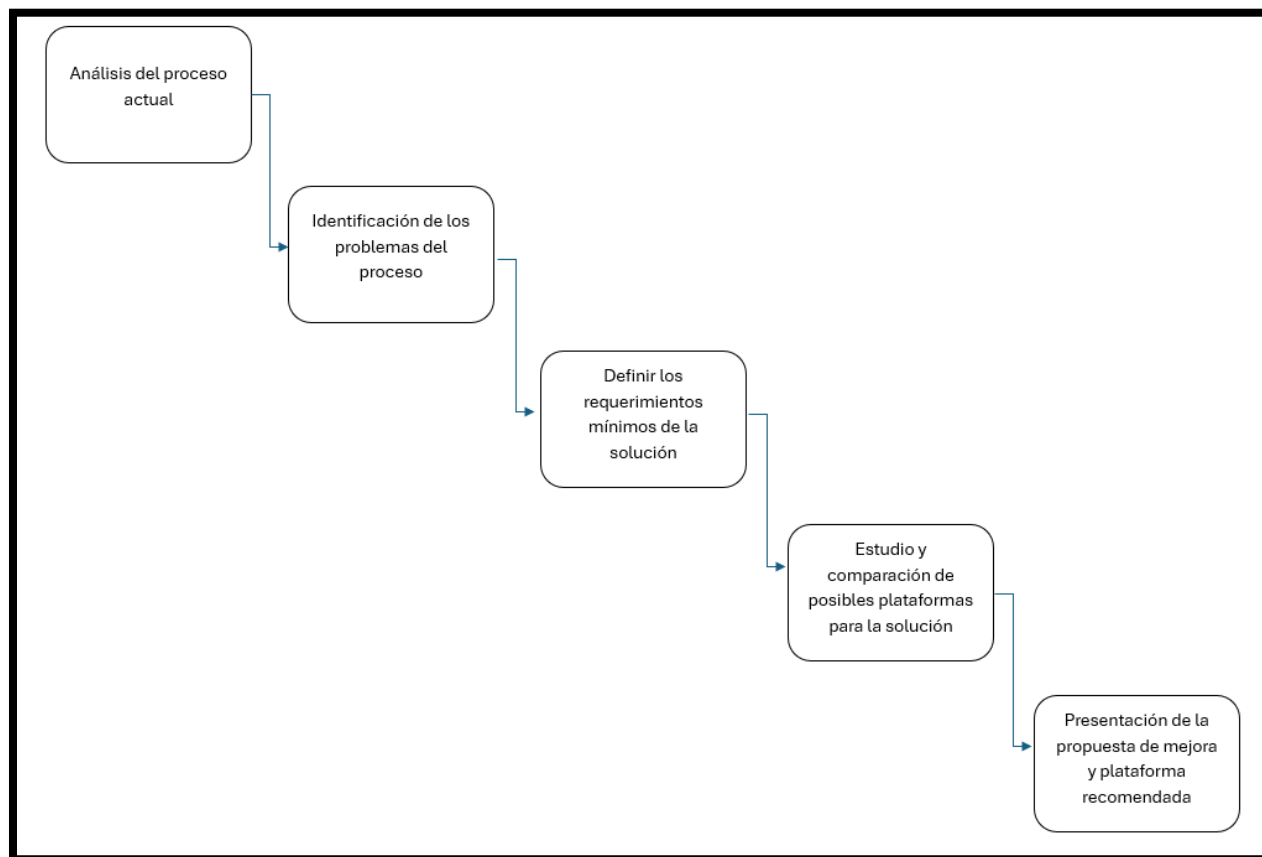 Análisis del proceso
actual
Identificación de los
problemas del
proceso
Definir los
requerimientos
mínimos de la
solución
Estudio y
comparación de
posibles plataformas
para la solución
Presentación de la
propuesta de mejora
y plataforma
recomendada